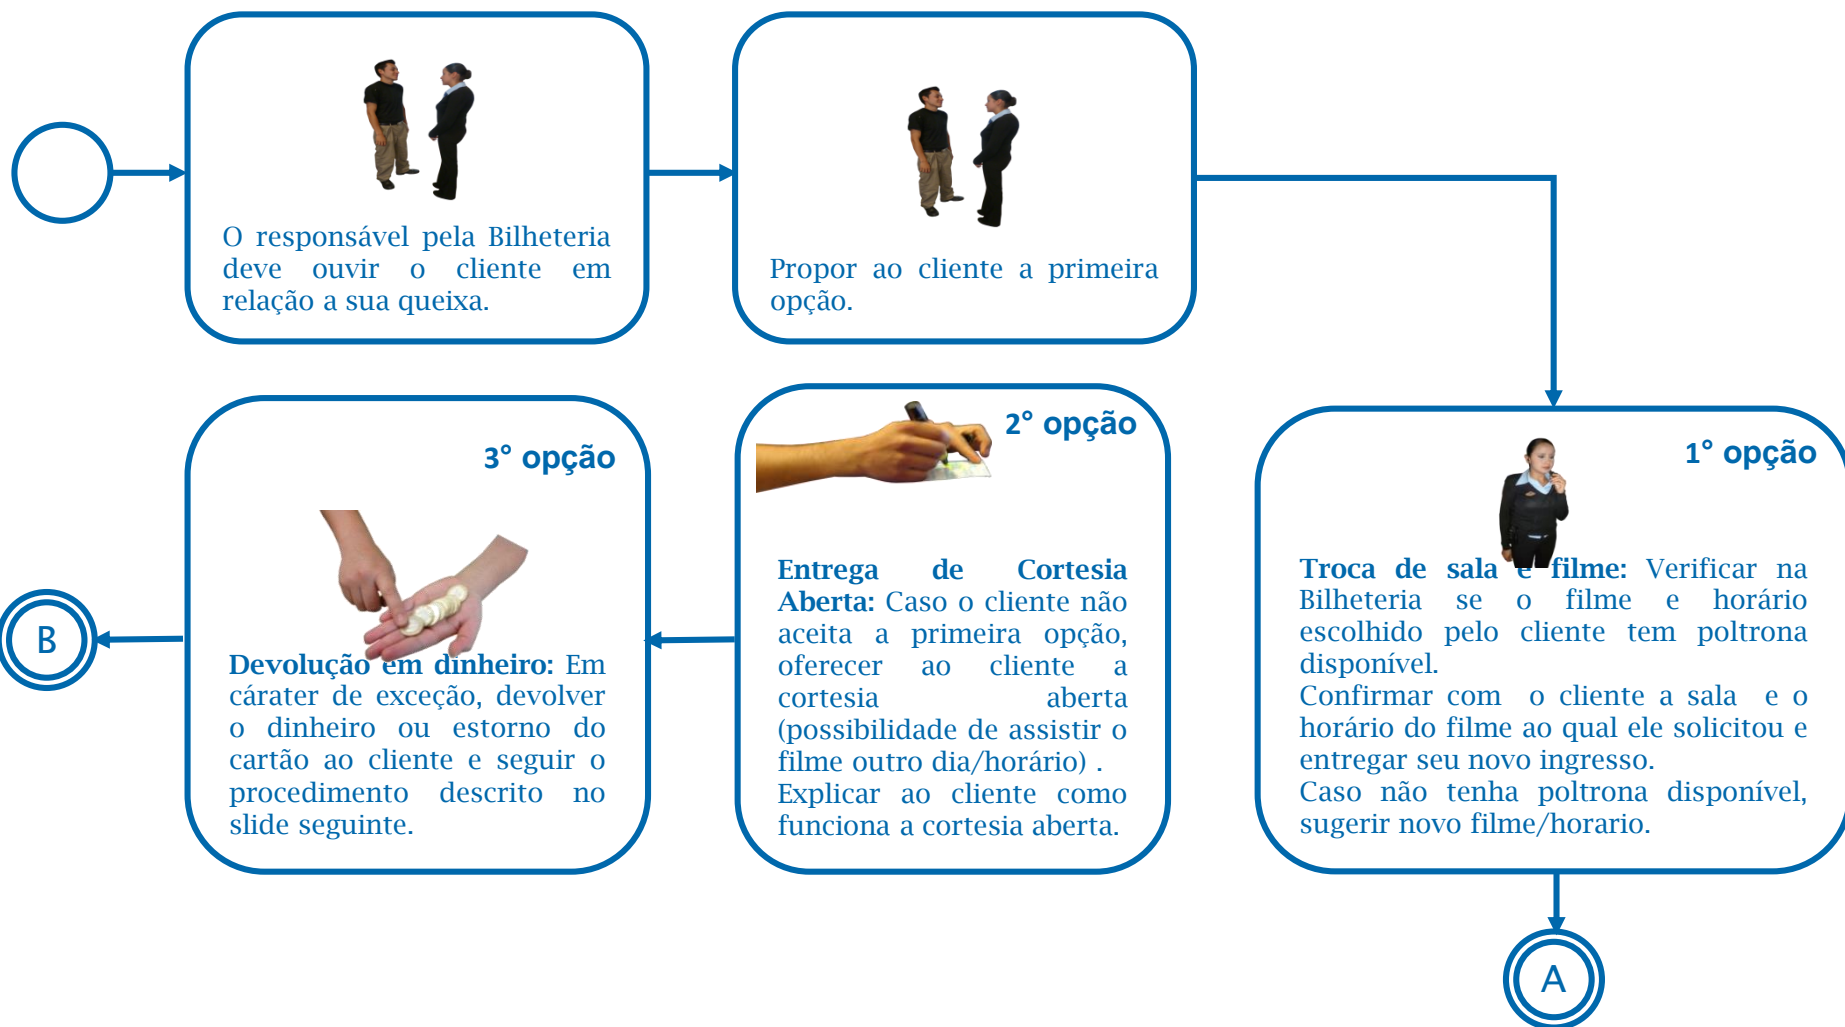 O responsável pela Bilheteria
deve ouvir o cliente em
relação a sua queixa.
Propor ao cliente a primeira
opção.
1° opção
Troca de sala e filme: Verificar na
Bilheteria se o filme e horário
escolhido pelo cliente tem poltrona
disponível.
Confirmar com o cliente a sala e o
horário do filme ao qual ele solicitou e
entregar seu novo ingresso.
Caso não tenha poltrona disponível,
sugerir novo filme/horario.
A
2° opção
Entrega de Cortesia
Aberta: Caso o cliente não
aceita a primeira opção,
oferecer ao cliente a
cortesia aberta
(possibilidade de assistir o
filme outro dia/horário) .
Explicar ao cliente como
funciona a cortesia aberta.
3° opção
Devolução em dinheiro: Em
cárater de exceção, devolver
o dinheiro ou estorno do
cartão ao cliente e seguir o
procedimento descrito no
slide seguinte.
B